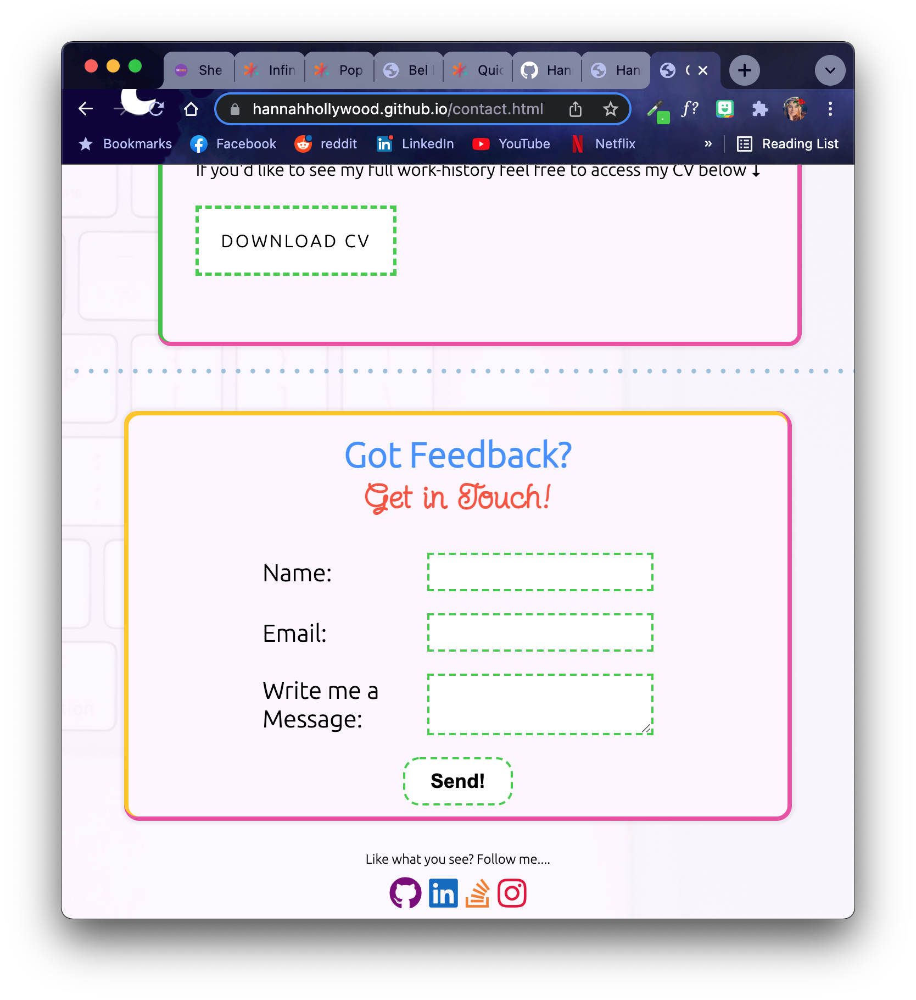 She Infin Pop Bel Quic Han Han
hannahhollywood.github.io/contact.html f?
Bookmarks Facebook reddit LinkedIn YouTube Netflix » Reading List
If you'd like to see my full work-history feel free to access my CV below ↓
DOWNLOAD CV
Got Feedback?
Get in Touch!
Name:
Email:
Write me a
Message:
Send!
Like what you see? Follow me....
in